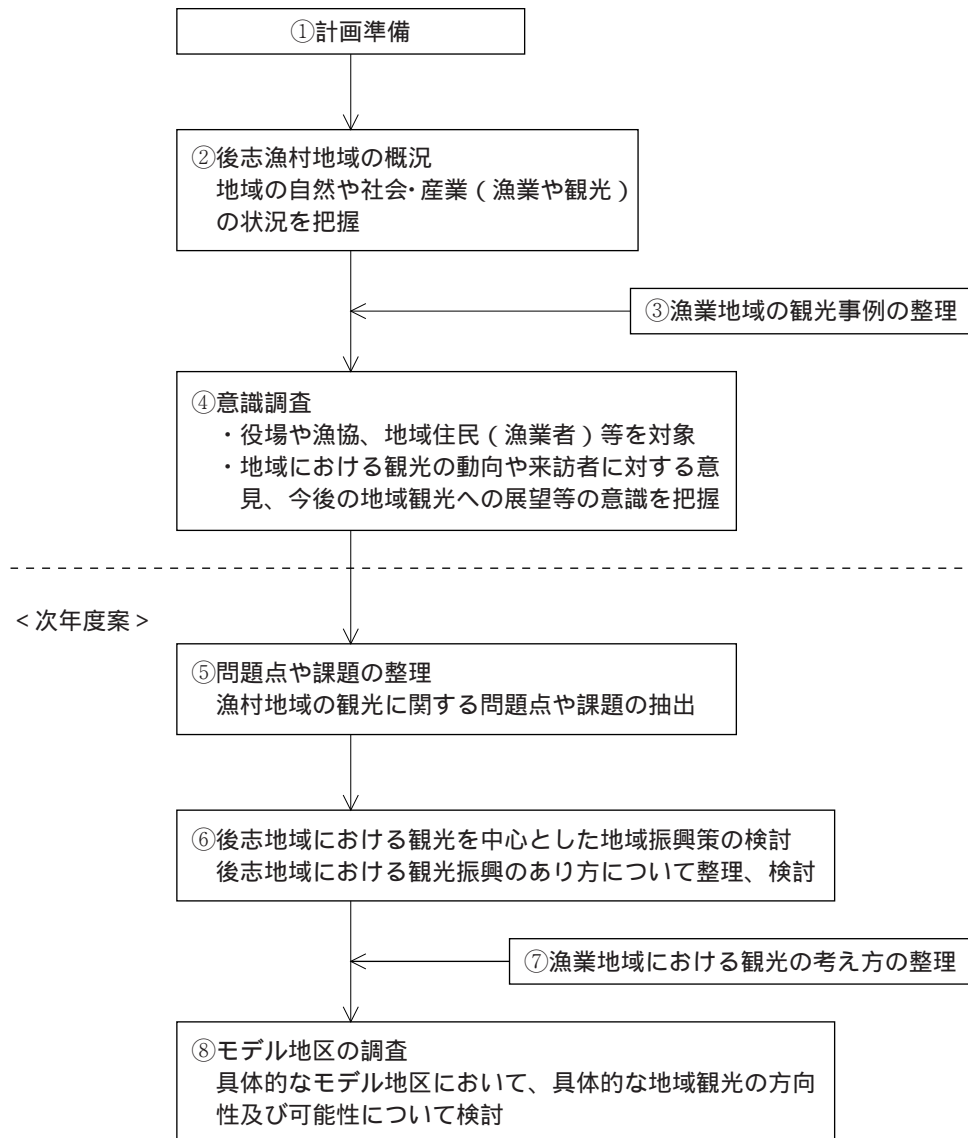 ①計画準備
②後志漁村地域の概況
地域の自然や社会・産業(漁業や観光)
の状況を把握
③漁業地域の観光事例の整理
④意識調査
・役場や漁協、地域住民(漁業者)等を対象
・地域における観光の動向や来訪者に対する意
見、今後の地域観光への展望等の意識を把握
<次年度案>
⑤問題点や課題の整理
漁村地域の観光に関する問題点や課題の抽出
⑥後志地域における観光を中心とした地域振興策の検討
後志地域における観光振興のあり方について整理、検討
⑦漁業地域における観光の考え方の整理
⑧モデル地区の調査
具体的なモデル地区において、具体的な地域観光の方向
性及び可能性について検討